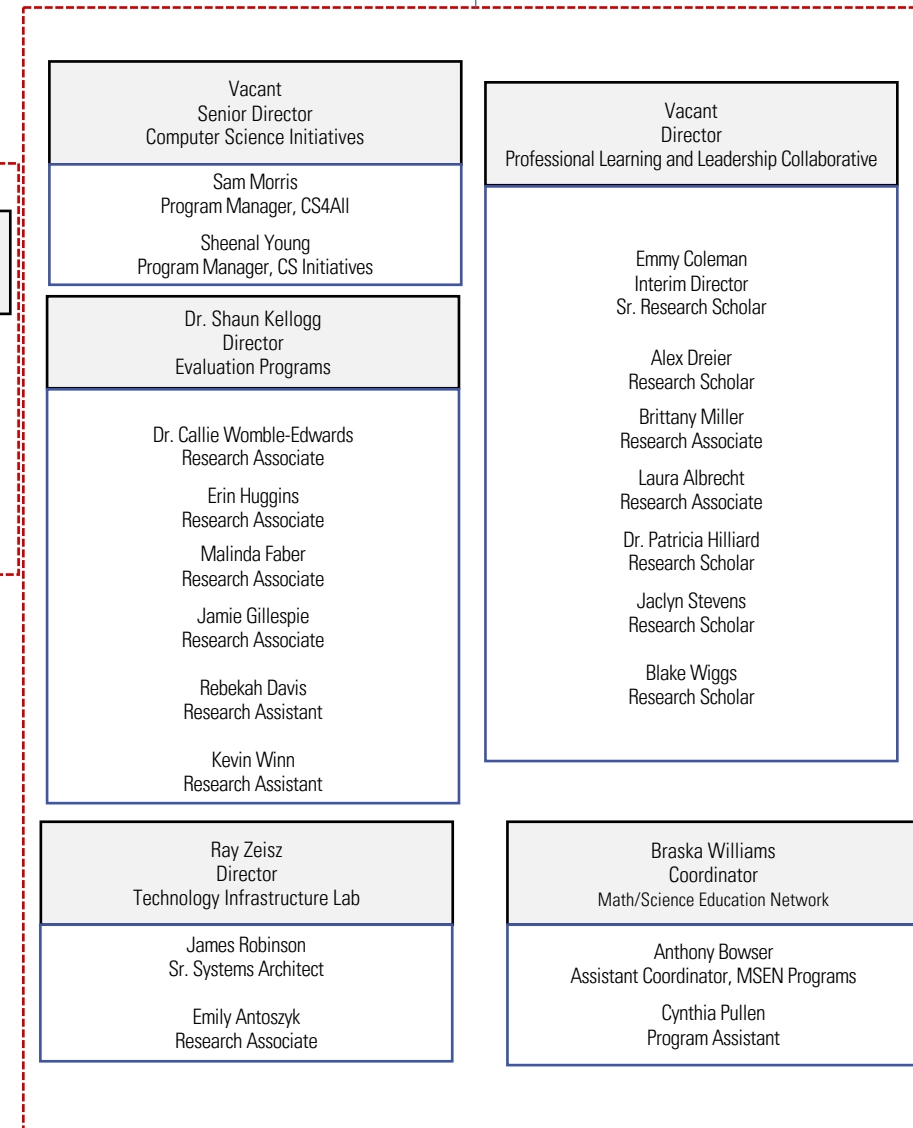 Vacant
Senior Director
Computer Science Initiatives
Sam Morris
Program Manager, CS4All
Sheenal Young
Program Manager, CS Initiatives
Dr. Shaun Kellogg
Director
Evaluation Programs
Dr. Callie Womble-Edwards
Research Associate
Erin Huggins
Research Associate
Malinda Faber
Research Associate
Jamie Gillespie
Research Associate
Rebekah Davis
Research Assistant
Kevin Winn
Research Assistant
Vacant
Director
Professional Learning and Leadership Collaborative
Emmy Coleman
Interim Director
Sr. Research Scholar
Alex Dreier
Research Scholar
Brittany Miller
Research Associate
Laura Albrecht
Research Associate
Dr. Patricia Hilliard
Research Scholar
Jaclyn Stevens
Research Scholar
Blake Wiggs
Research Scholar
Ray Zeisz
Director
Technology Infrastructure Lab
James Robinson
Sr. Systems Architect
Emily Antoszyk
Research Associate
Braska Williams
Coordinator
Math/Science Education Network
Anthony Bowser
Assistant Coordinator, MSEN Programs
Cynthia Pullen
Program Assistant